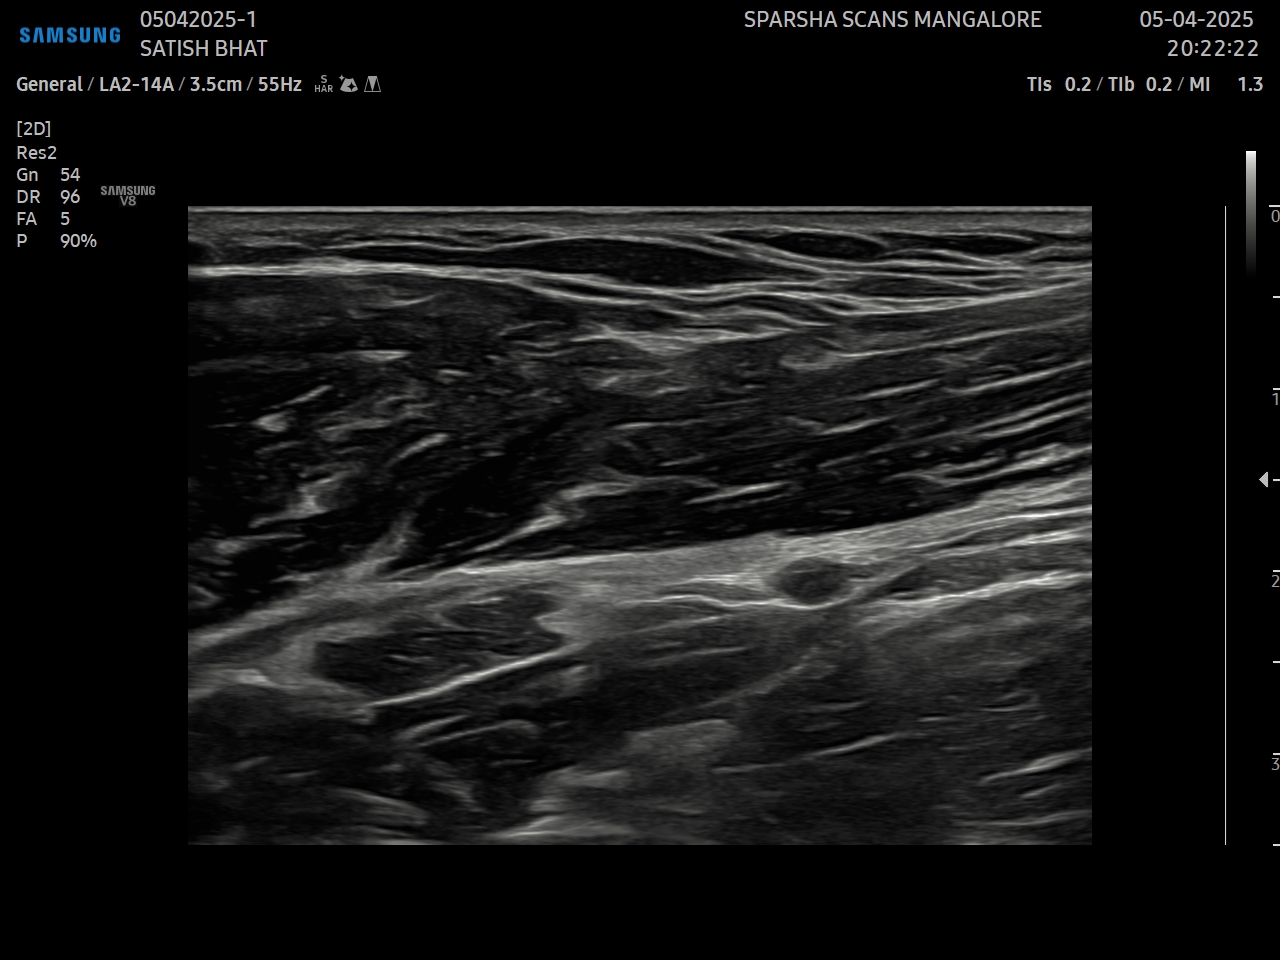 SAMSUNG
05042025-1
SATISH BHAT
SPARSHA SCANS MANGALORE
05-04-2025
20:22:22
General / LA2-14A / 3.5cm / 55Hz
S
HAR
TIs 0.2 / TIb 0.2 / MI 1.3
[2D]
Res2
Gn 54
DR 96
FA 5
P 90%
SAMSUNG
V8
0
1
2
3